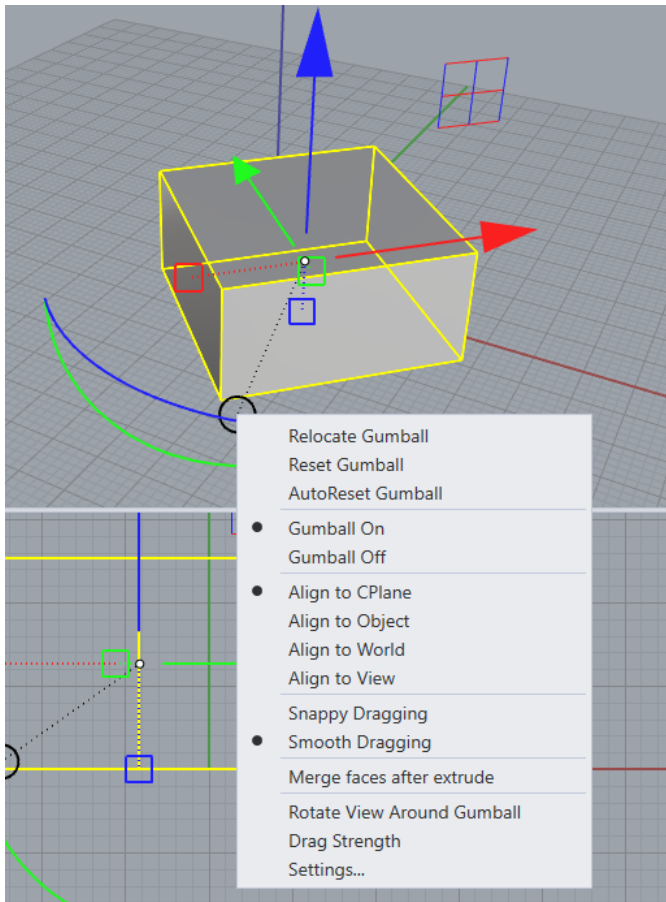 Relocate Gumball
Reset Gumball
AutoReset Gumball
Gumball On
Gumball Off
Align to CPlane
Align to Object
Align to World
Align to View
Snappy Dragging
Smooth Dragging
Merge faces after extrude
Rotate View Around Gumball
Drag Strength
Settings...